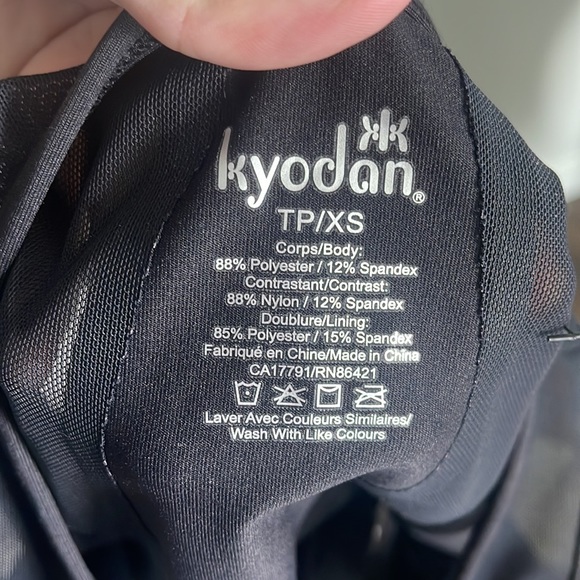 kyodan®
TP/XS
Corps/Body:
88% Polyester / 12% Spandex
Contrastant/Contrast:
88% Nylon / 12% Spandex
Doublure/Lining:
85% Polyester / 15% Spandex
Fabriqué en Chine/Made in China
CA17791/RN86421
Laver Avec Couleurs Similaires/
Wash With Like Colours